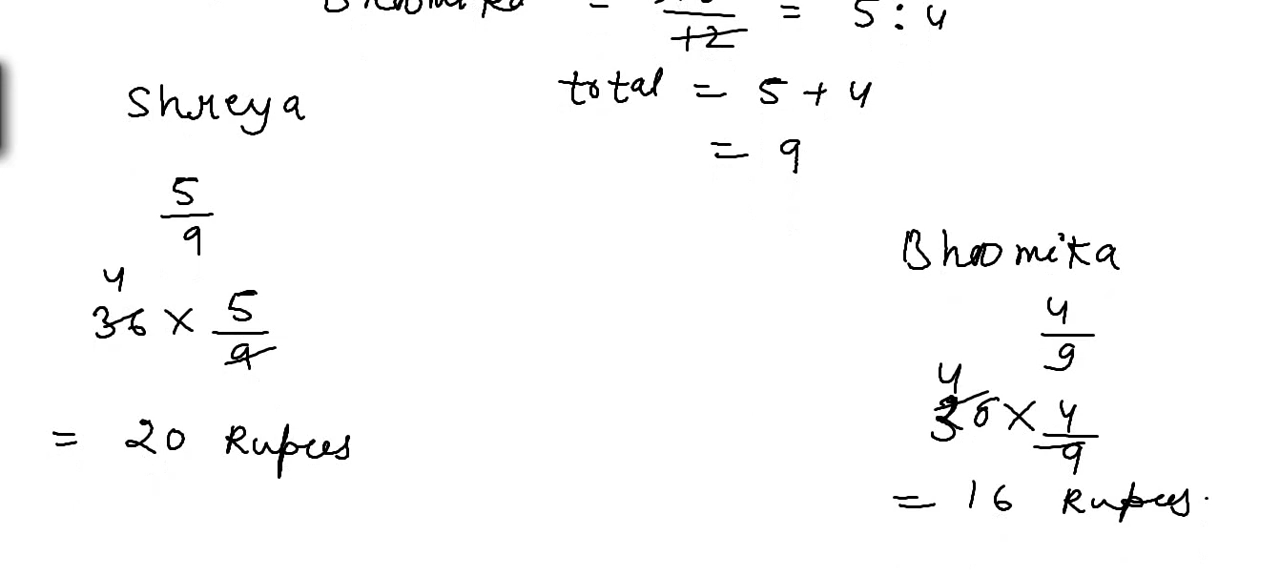 = — = 5 : 4
12
total = 5 + 4
= 9
Shreya
5/9
4
36 × 5/9
= 20 Rupees
Bhoomika
4/9
4
36 × 4/9
= 16 Rupees.